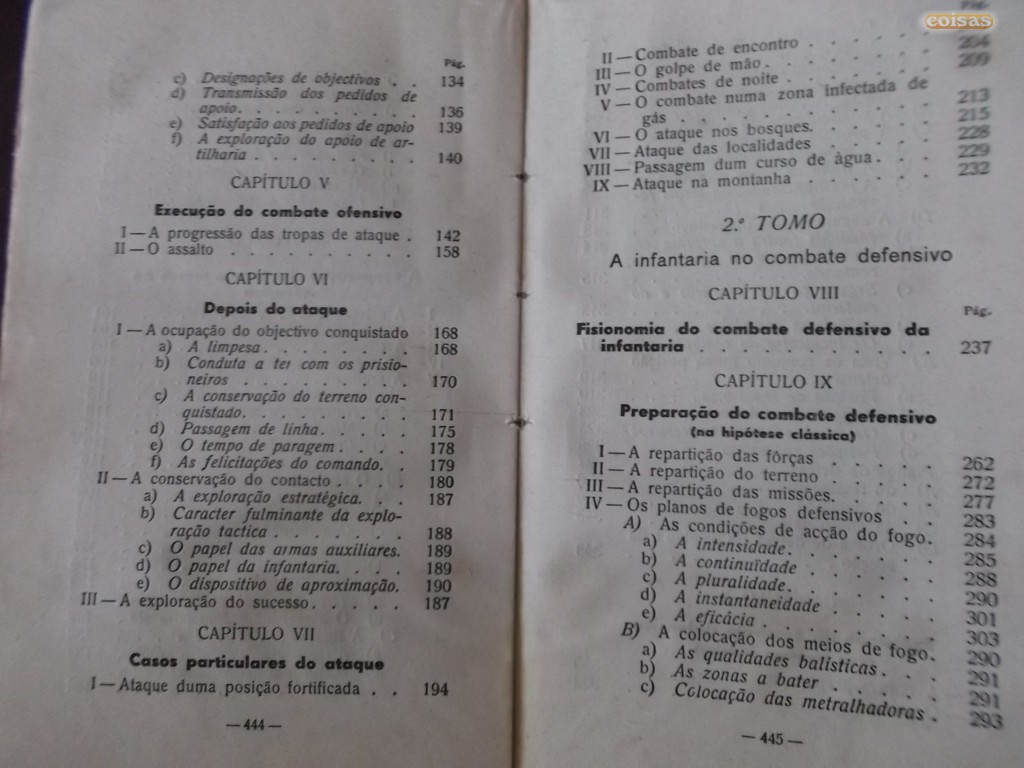 Pág.
c) Designações de objectivos . . 134
d) Transmissão dos pedidos de
apoio. . . . . . . . . 136
e) Satisfação aos pedidos de apoio 139
f) A exploração do apoio de ar-
tilharia . . . . . . . . 140
CAPÍTULO V
Execução do combate ofensivo
I — A progressão das tropas de ataque . 142
II — O assalto . . . . . . . . . . 158
CAPÍTULO VI
Depois do ataque
I — A ocupação do objectivo conquistado 168
a) A limpesa. . . . . . . . 168
b) Conduta a ter com os prisio-
neiros . . . . . . . . . 170
c) A conservação do terreno con-
quistado. . . . . . . . . 171
d) Passagem de linha. . . . . 175
e) O tempo de paragem. . . . 178
f) As felicitações do comando. . 179
II — A conservação do contacto . . . . 180
a) A exploração estratégica. . . 187
b) Caracter fulminante da explo-
ração tactica . . . . . . . 188
c) O papel das armas auxiliares. 189
d) O papel da infantaria. . . . 189
e) O dispositivo de aproximação. 190
III — A exploração do sucesso. . . . . 187
CAPÍTULO VII
Casos particulares do ataque
I — Ataque duma posição fortificada . . 194
— 444 —
coisas
Pág.
II — Combate de encontro . . . . . . 204
III — O golpe de mão. . . . . . . . 209
IV — Combates de noite . . . . . . .
V — O combate numa zona infectada de
gás . . . . . . . . . . . 213
VI — O ataque nos bosques. . . . . . 215
VII — Ataque das localidades . . . . . 228
VIII — Passagem dum curso de água. . . 229
IX — Ataque na montanha . . . . . . 232
2.º TOMO
A infantaria no combate defensivo
CAPÍTULO VIII
Pág.
Fisionomia do combate defensivo da
infantaria . . . . . . . . . . . 237
CAPÍTULO IX
Preparação do combate defensivo
(na hipótese clássica)
I — A repartição das fôrças . . . . . 262
II — A repartição do terreno . . . . . 272
III — A repartição das missões. . . . . 277
IV — Os planos de fogos defensivos . . 283
A) As condições de acção do fogo. 284
a) A intensidade. . . . . . 285
b) A continuïdade . . . . . 288
c) A pluralidade. . . . . . 290
d) A instantaneidade . . . . 301
e) A eficácia . . . . . . . 303
B) A colocação dos meios de fogo. 290
a) As qualidades balisticas. . . 291
b) As zonas a bater . . . . . 291
c) Colocação das metralhadoras . 293
— 445 —